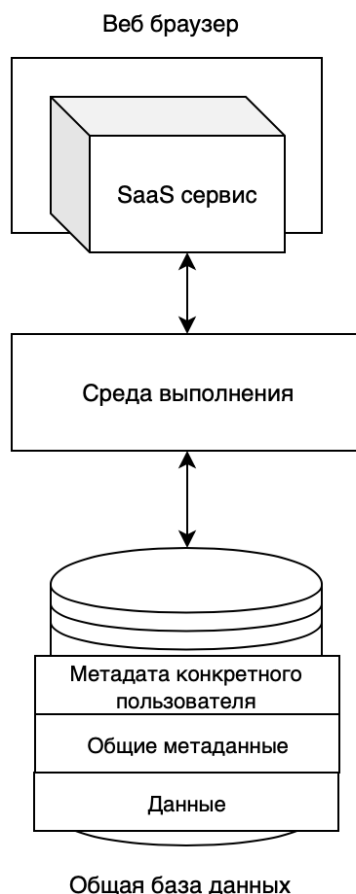 Веб браузер
SaaS сервис
Среда выполнения
Метадата конкретного
пользователя
Общие метаданные
Данные
Общая база данных